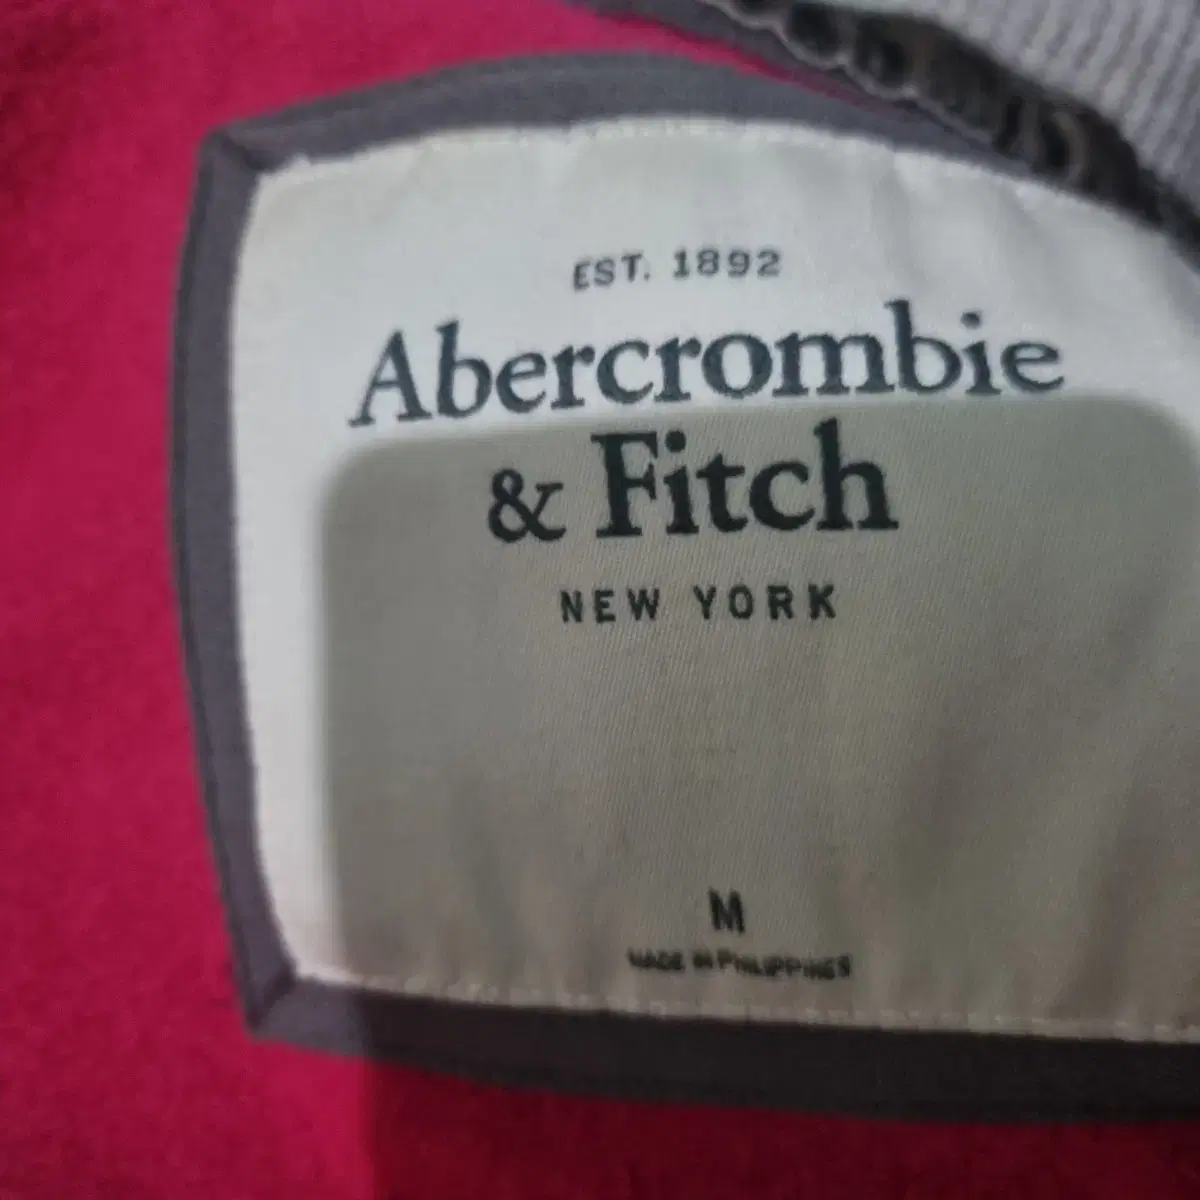 EST. 1892
Abercrombie
& Fitch
NEW YORK
M
MADE IN PHILIPPINES